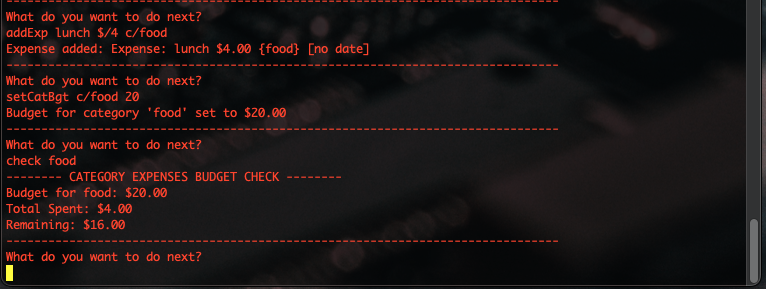 -------------------------------------------------------------------------------
What do you want to do next?
addExp lunch $/4 c/food
Expense added: Expense: lunch $4.00 {food} [no date]
-------------------------------------------------------------------------------
What do you want to do next?
setCatBgt c/food 20
Budget for category 'food' set to $20.00
-------------------------------------------------------------------------------
What do you want to do next?
check food
-------- CATEGORY EXPENSES BUDGET CHECK --------
Budget for food: $20.00
Total Spent: $4.00
Remaining: $16.00
-------------------------------------------------------------------------------
What do you want to do next?